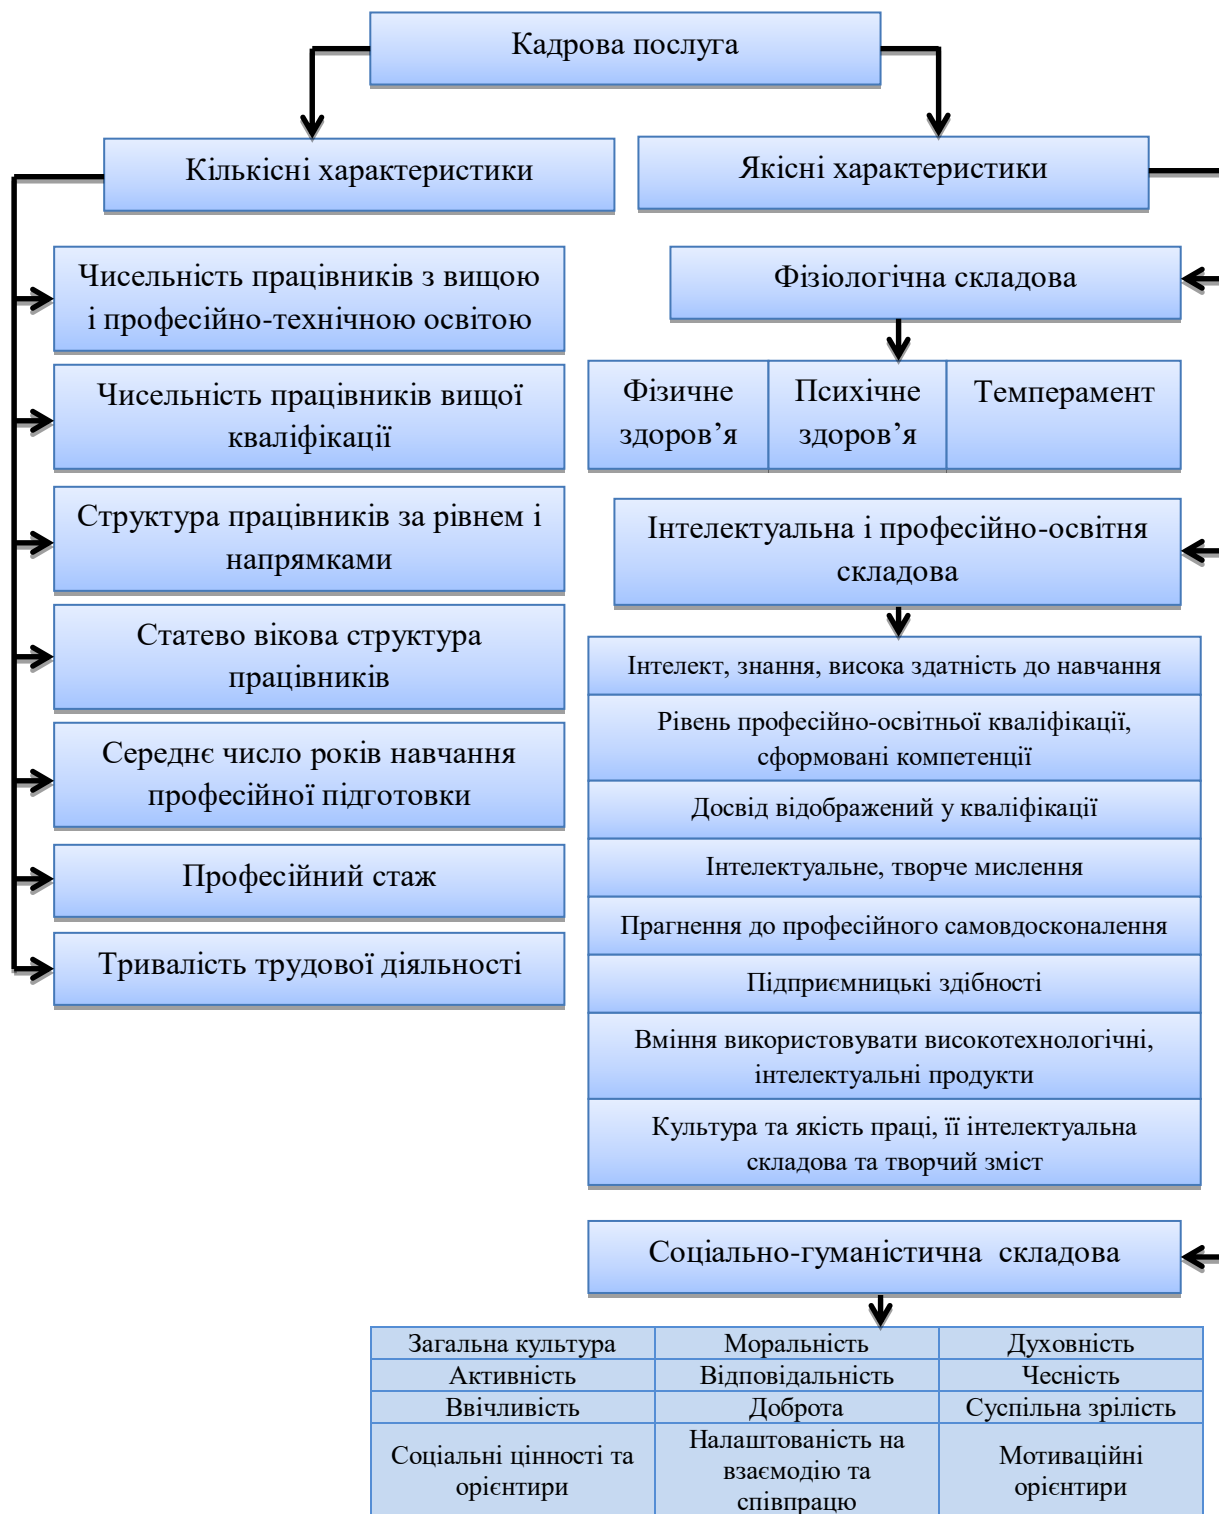 Кадрова послуга
Кількісні характеристики
Якісні характеристики
Чисельність працівників з вищою
і професійно-технічною освітою
Чисельність працівників вищої
кваліфікації
Структура працівників за рівнем і
напрямками
Статево вікова структура
працівників
Середнє число років навчання
професійної підготовки
Професійний стаж
Тривалість трудової діяльності
Фізіологічна складова
Фізичне
здоров’я
Психічне
здоров’я
Темперамент
Інтелектуальна і професійно-освітня
складова
Інтелект, знання, висока здатність до навчання
Рівень професійно-освітньої кваліфікації,
сформовані компетенції
Досвід відображений у кваліфікації
Інтелектуальне, творче мислення
Прагнення до професійного самовдосконалення
Підприємницькі здібності
Вміння використовувати високотехнологічні,
інтелектуальні продукти
Культура та якість праці, її інтелектуальна
складова та творчий зміст
Соціально-гуманістична складова
Загальна культура
Моральність
Духовність
Активність
Відповідальність
Чесність
Ввічливість
Доброта
Суспільна зрілість
Соціальні цінності та
орієнтири
Налаштованість на
взаємодію та
співпрацю
Мотиваційні
орієнтири